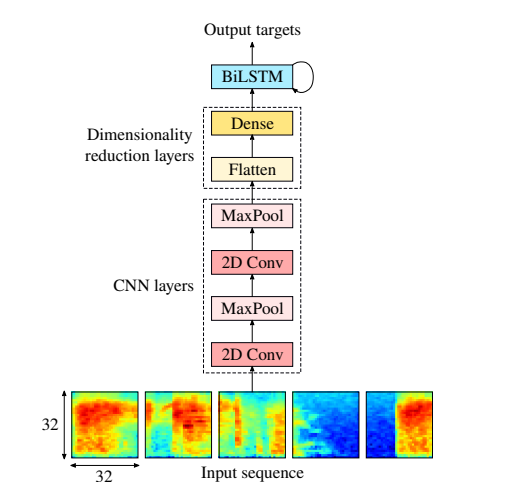 Output targets
BiLSTM
Dense
Dimensionality
reduction layers
Flatten
MaxPool
2D Conv
CNN layers
MaxPool
2D Conv
32
32
Input sequence